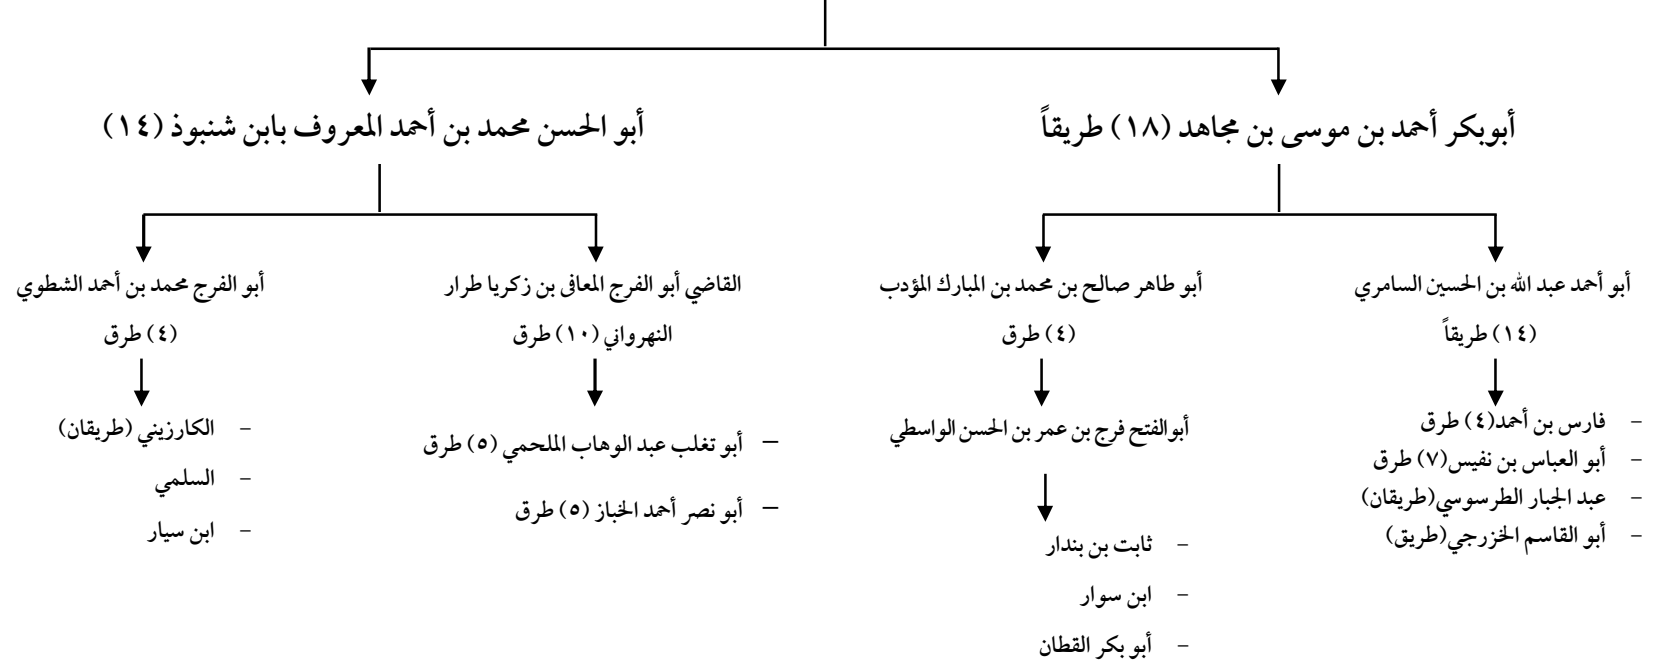 أبوبكر أحمد بن موسى بن مجاهد (١٨) طريقاً
أبو الحسن محمد بن أحمد المعروف بابن شنبوذ (١٤)
أبو أحمد عبد الله بن الحسين السامري
(١٤) طريقاً
- فارس بن أحمد(٤) طرق
- أبو العباس بن نفيس(٧) طرق
- عبد الجبار الطرسوسي(طريقان)
- أبو القاسم الخزرجي(طريق)
أبو طاهر صالح بن محمد بن المبارك المؤدب
(٤) طرق
أبوالفتح فرج بن عمر بن الحسن الواسطي
- ثابت بن بندار
- ابن سوار
- أبو بكر القطان
القاضي أبو الفرج المعافى بن زكريا طرار
النهرواني (١٠) طرق
- أبو تغلب عبد الوهاب الملحمي (٥) طرق
- أبو نصر أحمد الخباز (٥) طرق
أبو الفرج محمد بن أحمد الشطوي
(٤) طرق
- الكارزيني (طريقان)
- السلمي
- ابن سيار